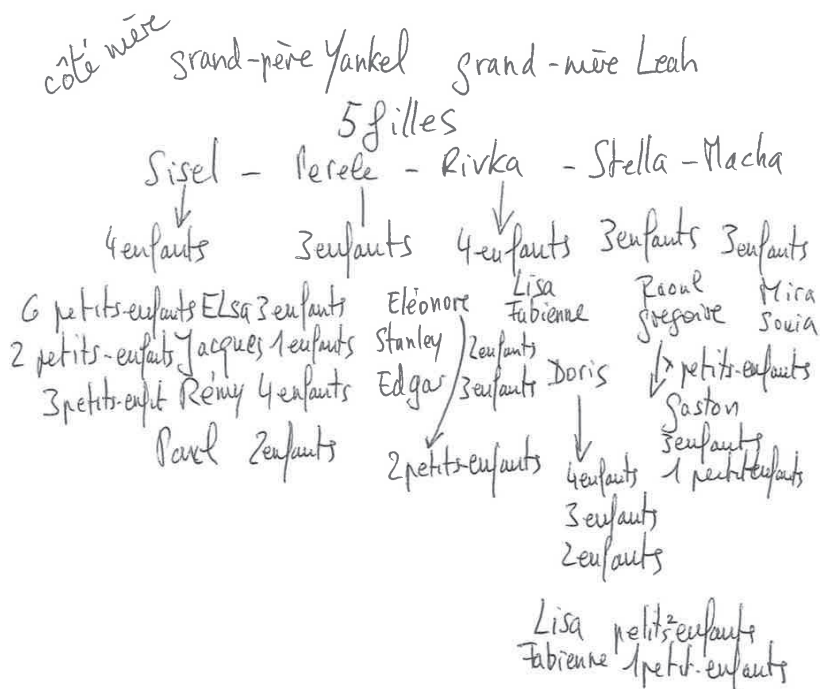 côté mère grand-père Yankel grand-mère Leah
5 filles
Sisel - Perele - Rivka - Stella - Macha
4 enfants 3 enfants 4 enfants 3 enfants 3 enfants
Lisa Raoul Mira
6 petits-enfants Elsa 3 enfants Eléonore Fabienne Grégoire Sonia
2 petits-enfants Jacques 1 enfants Stanley 2 enfants petits-enfants
3 petits-enfit Rémy 4 enfants Edgar 3 enfants Doris Gaston
Pavel 2 enfants 3 enfants
2 petits-enfants 4 enfants 1 petit enfants
3 enfants
2 enfants
Lisa petits 2 enfants
Fabienne 1 petit-enfants